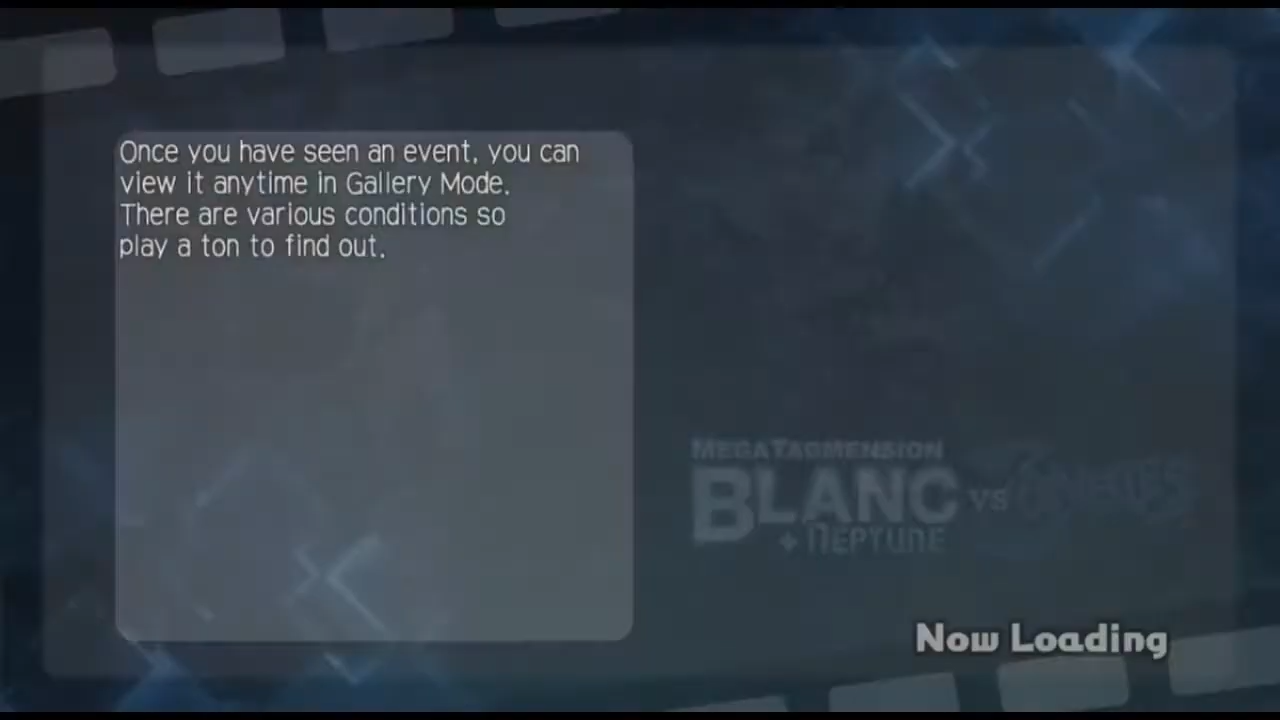 Once you have seen an event, you can
view it anytime in Gallery Mode.
There are various conditions so
play a ton to find out.
MEGATAGMENSION
BLANC VS ZOMBIES
+ NEPTUNE
Now Loading